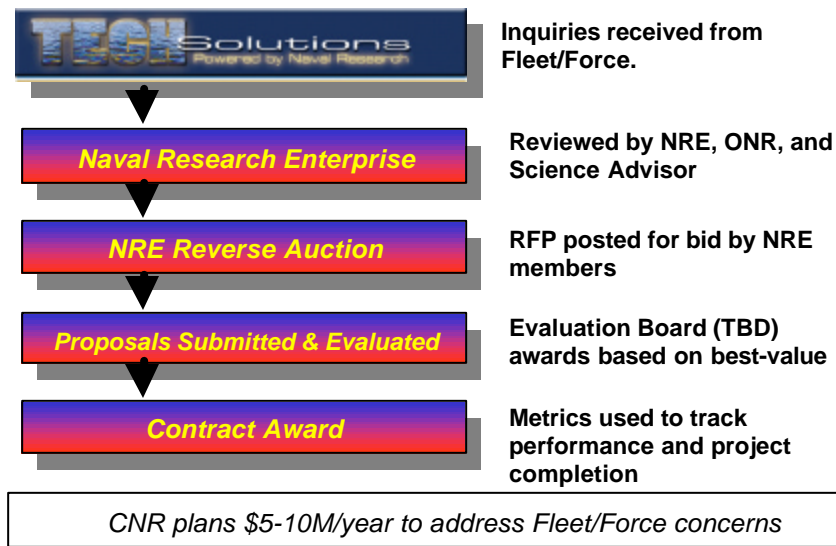 TECH Solutions
Powered by Naval Research
Inquiries received from
Fleet/Force.
Naval Research Enterprise
Reviewed by NRE, ONR, and
Science Advisor
NRE Reverse Auction
RFP posted for bid by NRE
members
Proposals Submitted & Evaluated
Evaluation Board (TBD)
awards based on best-value
Contract Award
Metrics used to track
performance and project
completion
CNR plans $5-10M/year to address Fleet/Force concerns